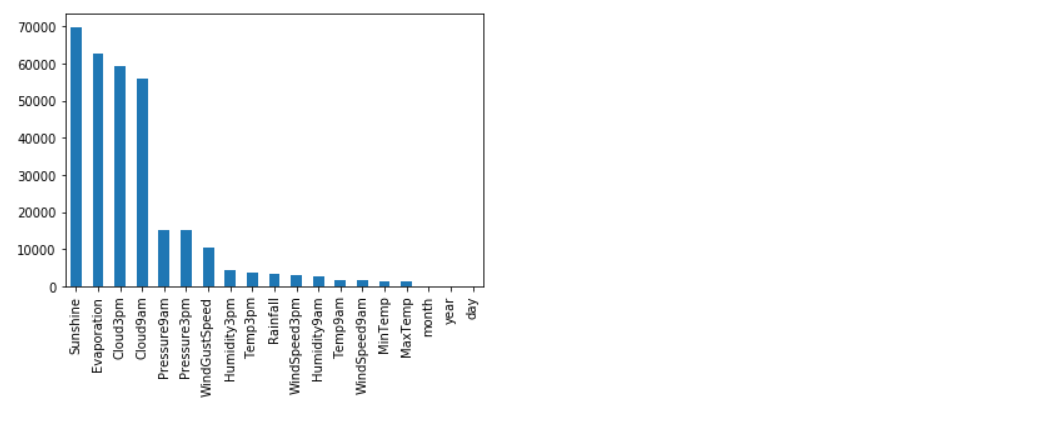 70000
60000
50000
40000
30000
20000
10000
0
Sunshine
Evaporation
Cloud3pm
Cloud9am
Pressure9am
Pressure3pm
WindGustSpeed
Humidity3pm
Temp3pm
Rainfall
WindSpeed3pm
Humidity9am
Temp9am
WindSpeed9am
MinTemp
MaxTemp
month
year
day